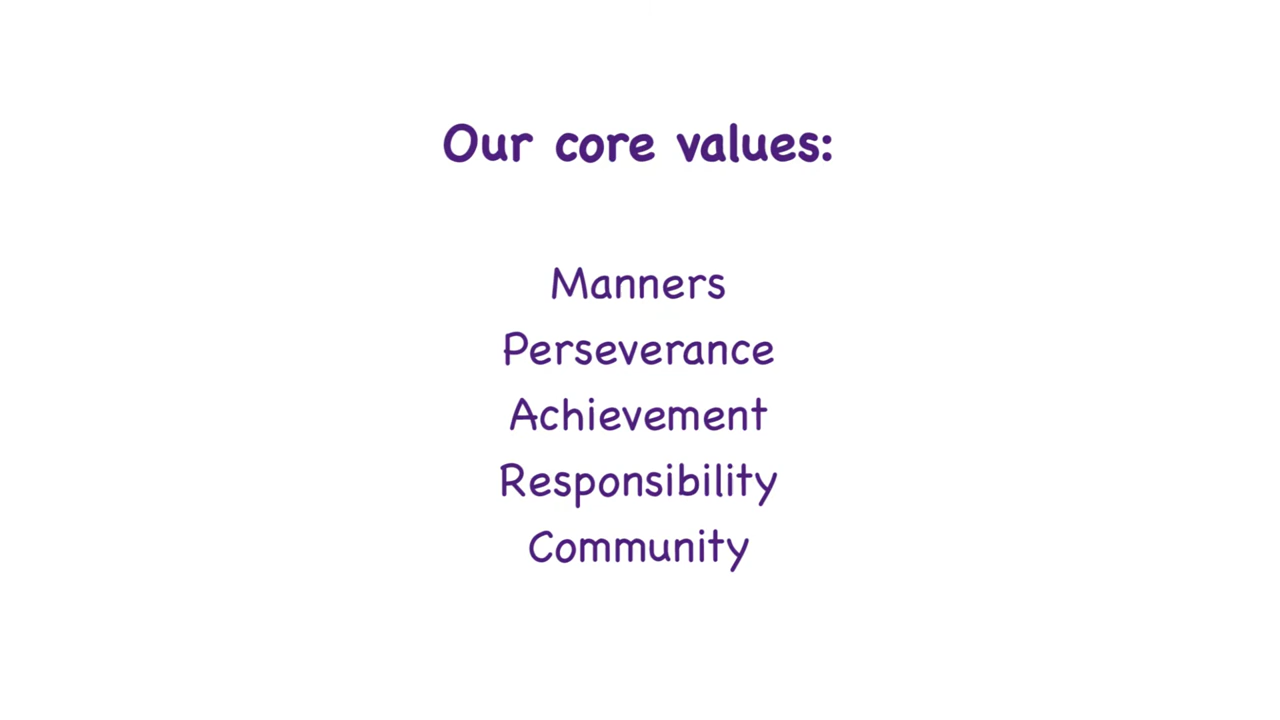 Our core values:
Manners
Perseverance
Achievement
Responsibility
Community